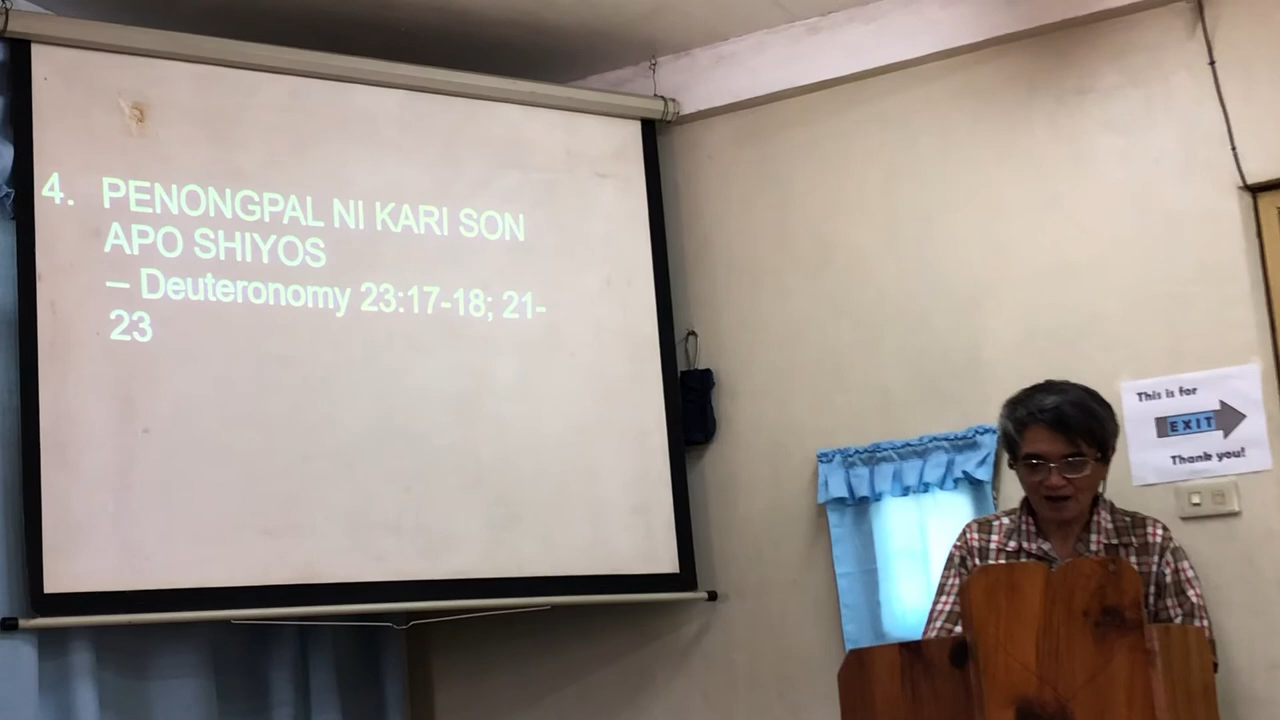 4. PENONGPAL NI KARI SON
APO SHIYOS
– Deuteronomy 23:17-18; 21-
23
This is for
EXIT
Thank you!